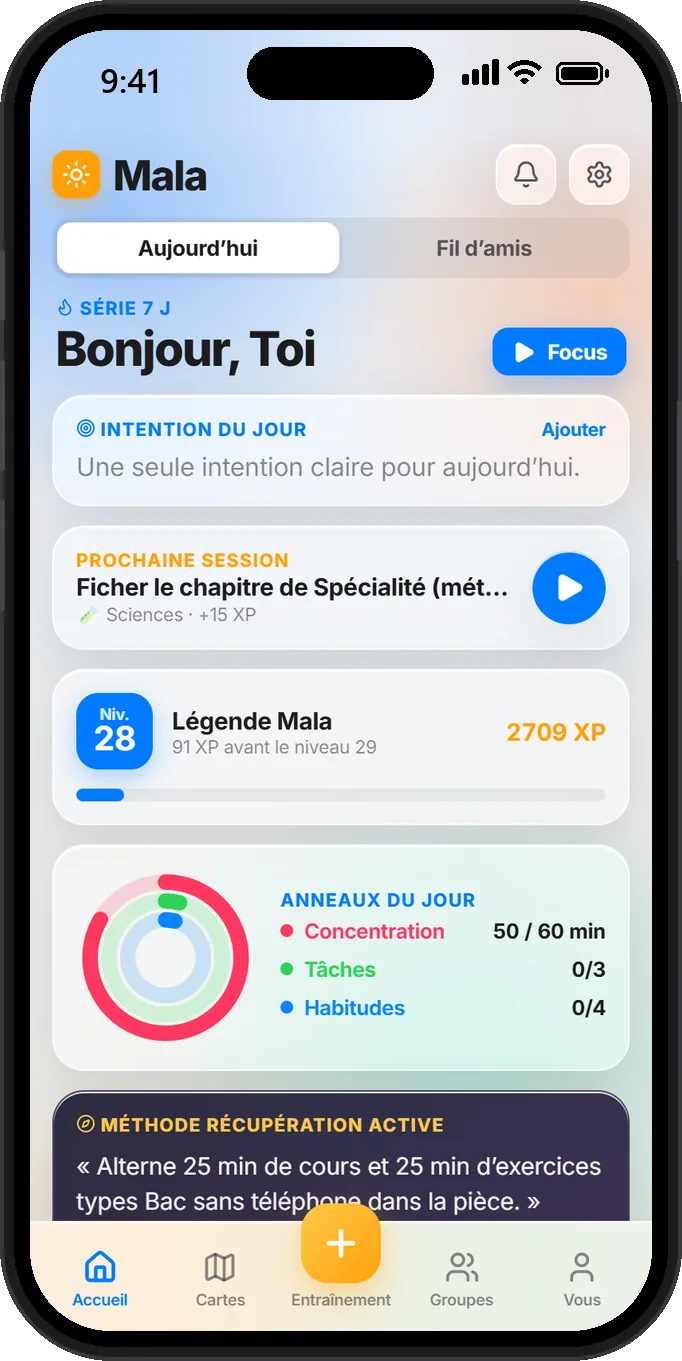 9:41
Mala
Aujourd’hui
Fil d’amis
SÉRIE 7 J
Bonjour, Toi
Focus
INTENTION DU JOUR
Ajouter
Une seule intention claire pour aujourd’hui.
PROCHAINE SESSION
Ficher le chapitre de Spécialité (mét...
Sciences · +15 XP
Niv.
28
Légende Mala
91 XP avant le niveau 29
2709 XP
ANNEAUX DU JOUR
Concentration 50 / 60 min
Tâches 0/3
Habitudes 0/4
MÉTHODE RÉCUPÉRATION ACTIVE
« Alterne 25 min de cours et 25 min d’exercices
types Bac sans téléphone dans la pièce. »
Accueil
Cartes
Entraînement
Groupes
Vous